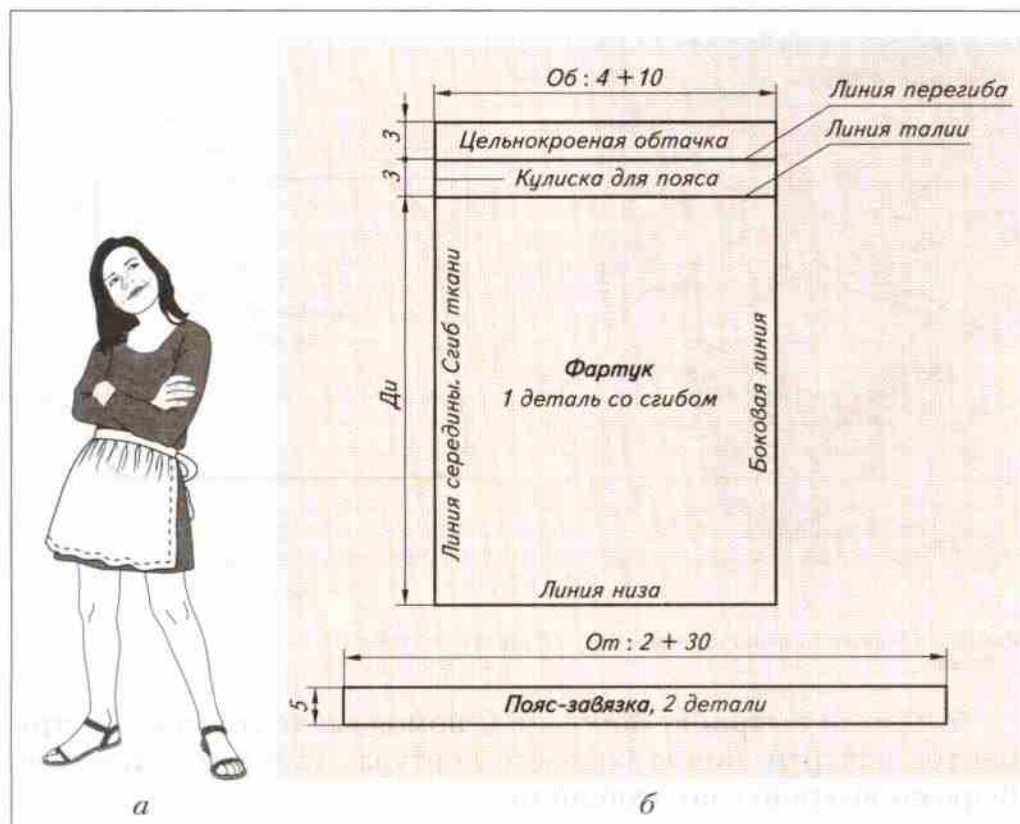 Об : 4 + 10
Линия перегиба
Линия талии
3
Цельнокроеная обтачка
3
Кулиска для пояса
Ди
Линия середины. Сгиб ткани
Фартук
1 деталь со сгибом
Боковая линия
Линия низа
От : 2 + 30
5
Пояс-завязка, 2 детали
а
б